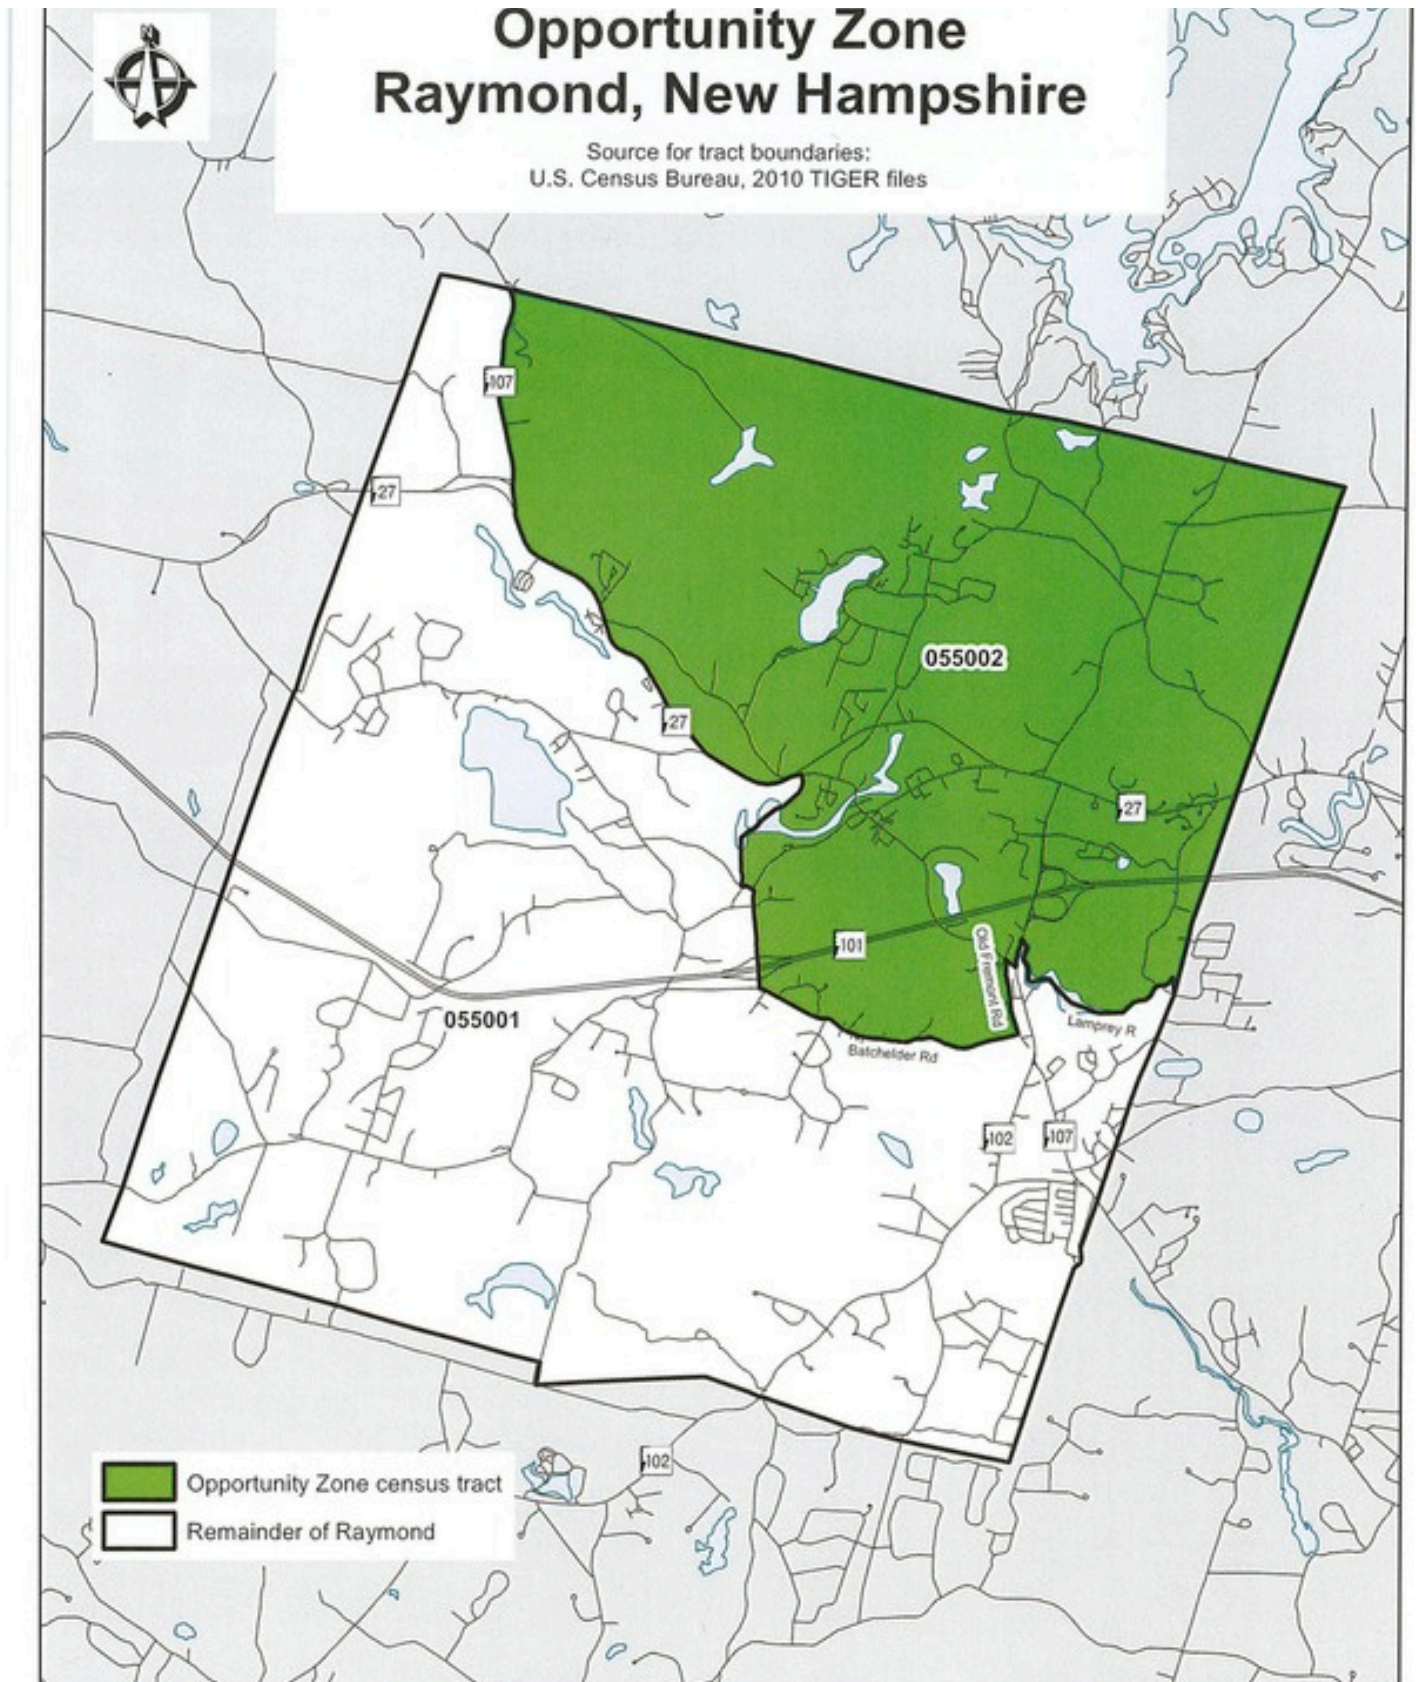 Opportunity Zone
Raymond, New Hampshire
Source for tract boundaries:
U.S. Census Bureau, 2010 TIGER files
N
107
27
055002
27
27
101
Old Fremont Rd
055001
Lamprey R
Batchelder Rd
102
107
102
Opportunity Zone census tract
Remainder of Raymond